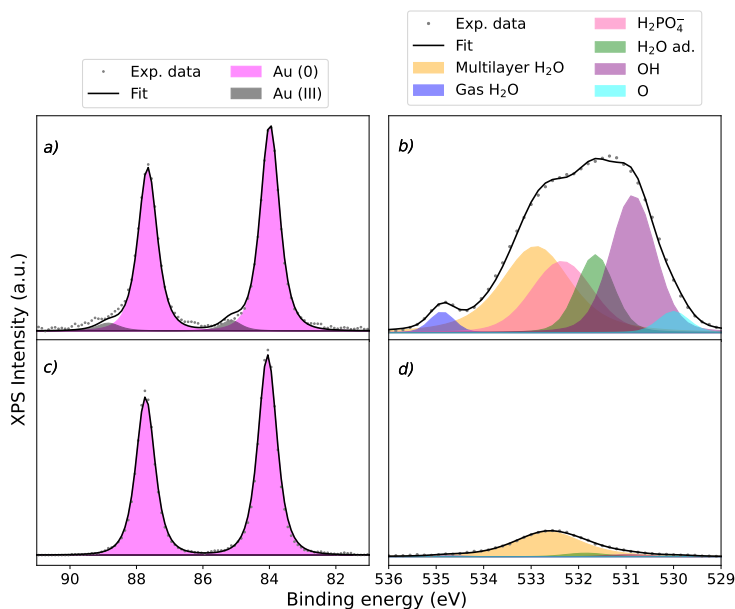 Exp. data
Fit
Au (0)
Au (III)
Exp. data
Fit
Multilayer H₂O
Gas H₂O
H₂PO₄⁻
H₂O ad.
OH
O
a)
b)
c)
d)
XPS Intensity (a.u.)
90 88 86 84 82
536 535 534 533 532 531 530 529
Binding energy (eV)